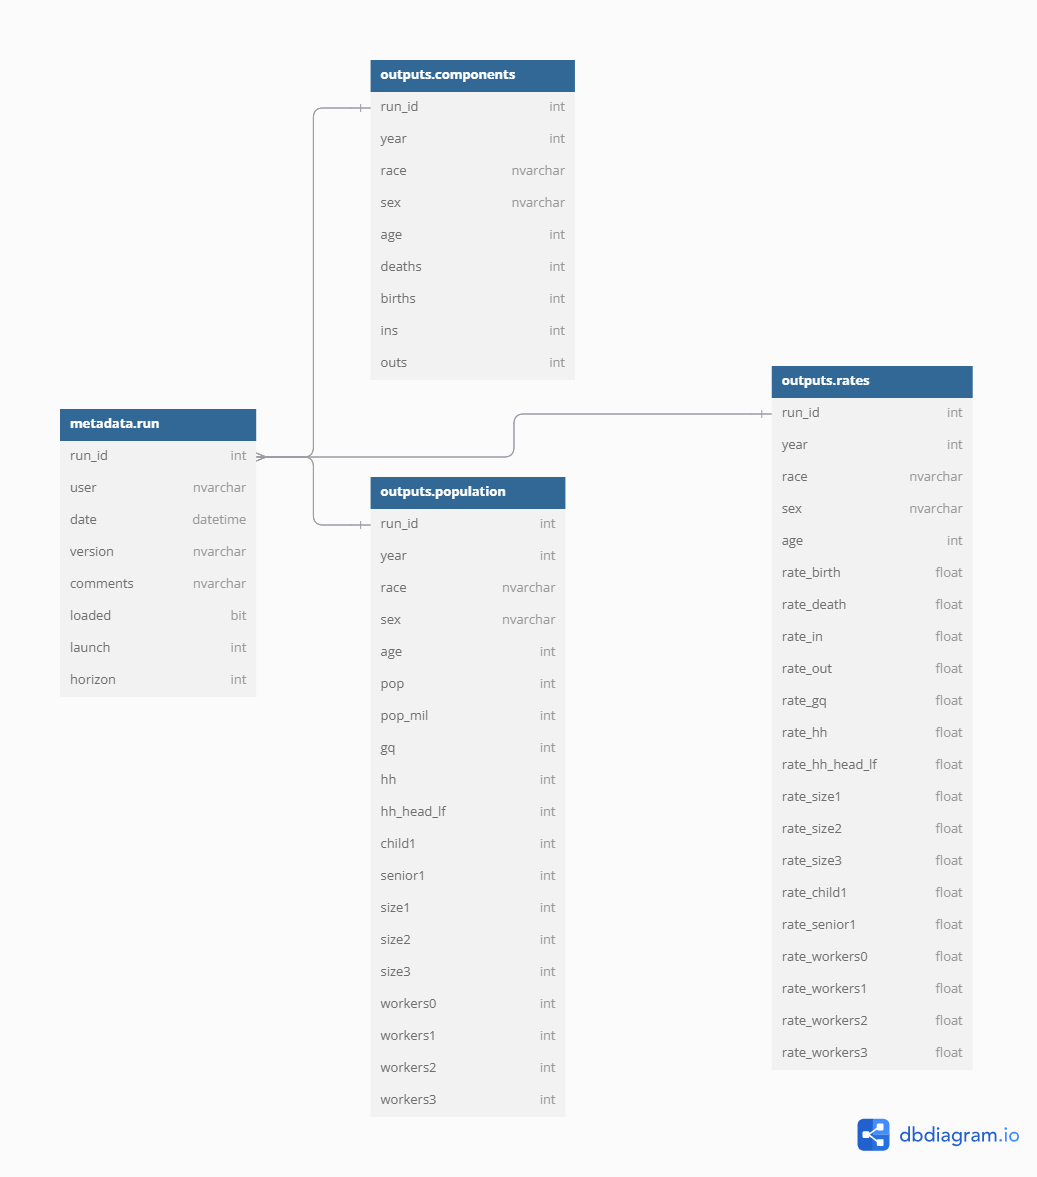 outputs.components
run_id int
year int
race nvarchar
sex nvarchar
age int
deaths int
births int
ins int
outs int
metadata.run
run_id int
user nvarchar
date datetime
version nvarchar
comments nvarchar
loaded bit
launch int
horizon int
outputs.population
run_id int
year int
race nvarchar
sex nvarchar
age int
pop int
pop_mil int
gq int
hh int
hh_head_lf int
child1 int
senior1 int
size1 int
size2 int
size3 int
workers0 int
workers1 int
workers2 int
workers3 int
outputs.rates
run_id int
year int
race nvarchar
sex nvarchar
age int
rate_birth float
rate_death float
rate_in float
rate_out float
rate_gq float
rate_hh float
rate_hh_head_lf float
rate_size1 float
rate_size2 float
rate_size3 float
rate_child1 float
rate_senior1 float
rate_workers0 float
rate_workers1 float
rate_workers2 float
rate_workers3 float
dbdiagram.io